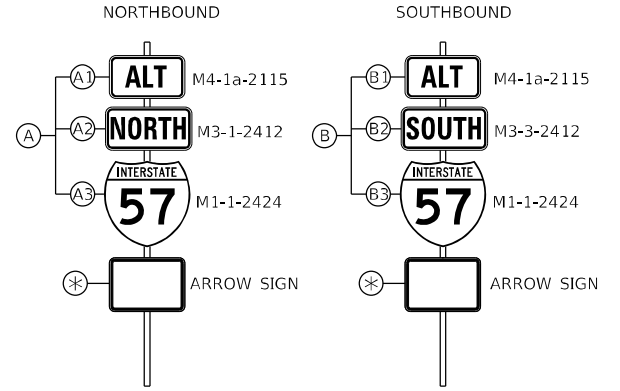 NORTHBOUND
A
A1
ALT
M4-1a-2115
A2
NORTH
M3-1-2412
A3
INTERSTATE
57
M1-1-2424
*
ARROW SIGN
SOUTHBOUND
B
B1
ALT
M4-1a-2115
B2
SOUTH
M3-3-2412
B3
INTERSTATE
57
M1-1-2424
*
ARROW SIGN